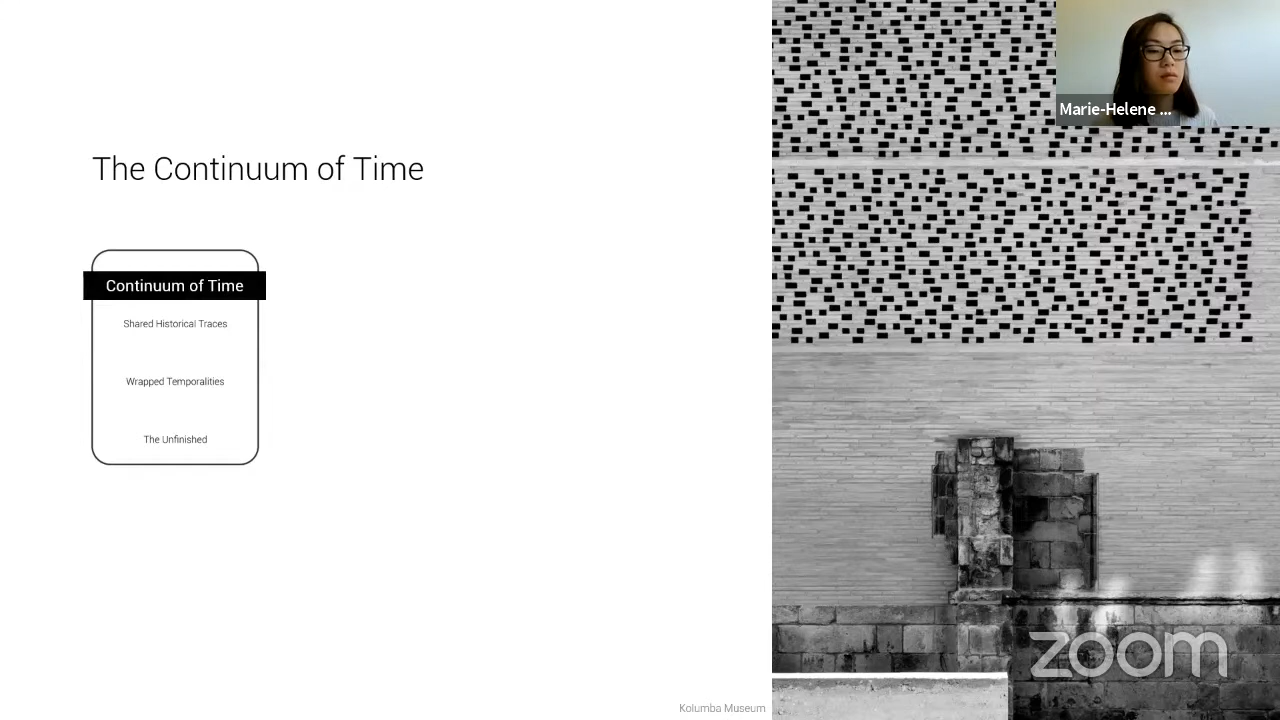 Marie-Helene ...
The Continuum of Time
Continuum of Time
Shared Historical Traces
Wrapped Temporalities
The Unfinished
zoom
Kolumba Museum